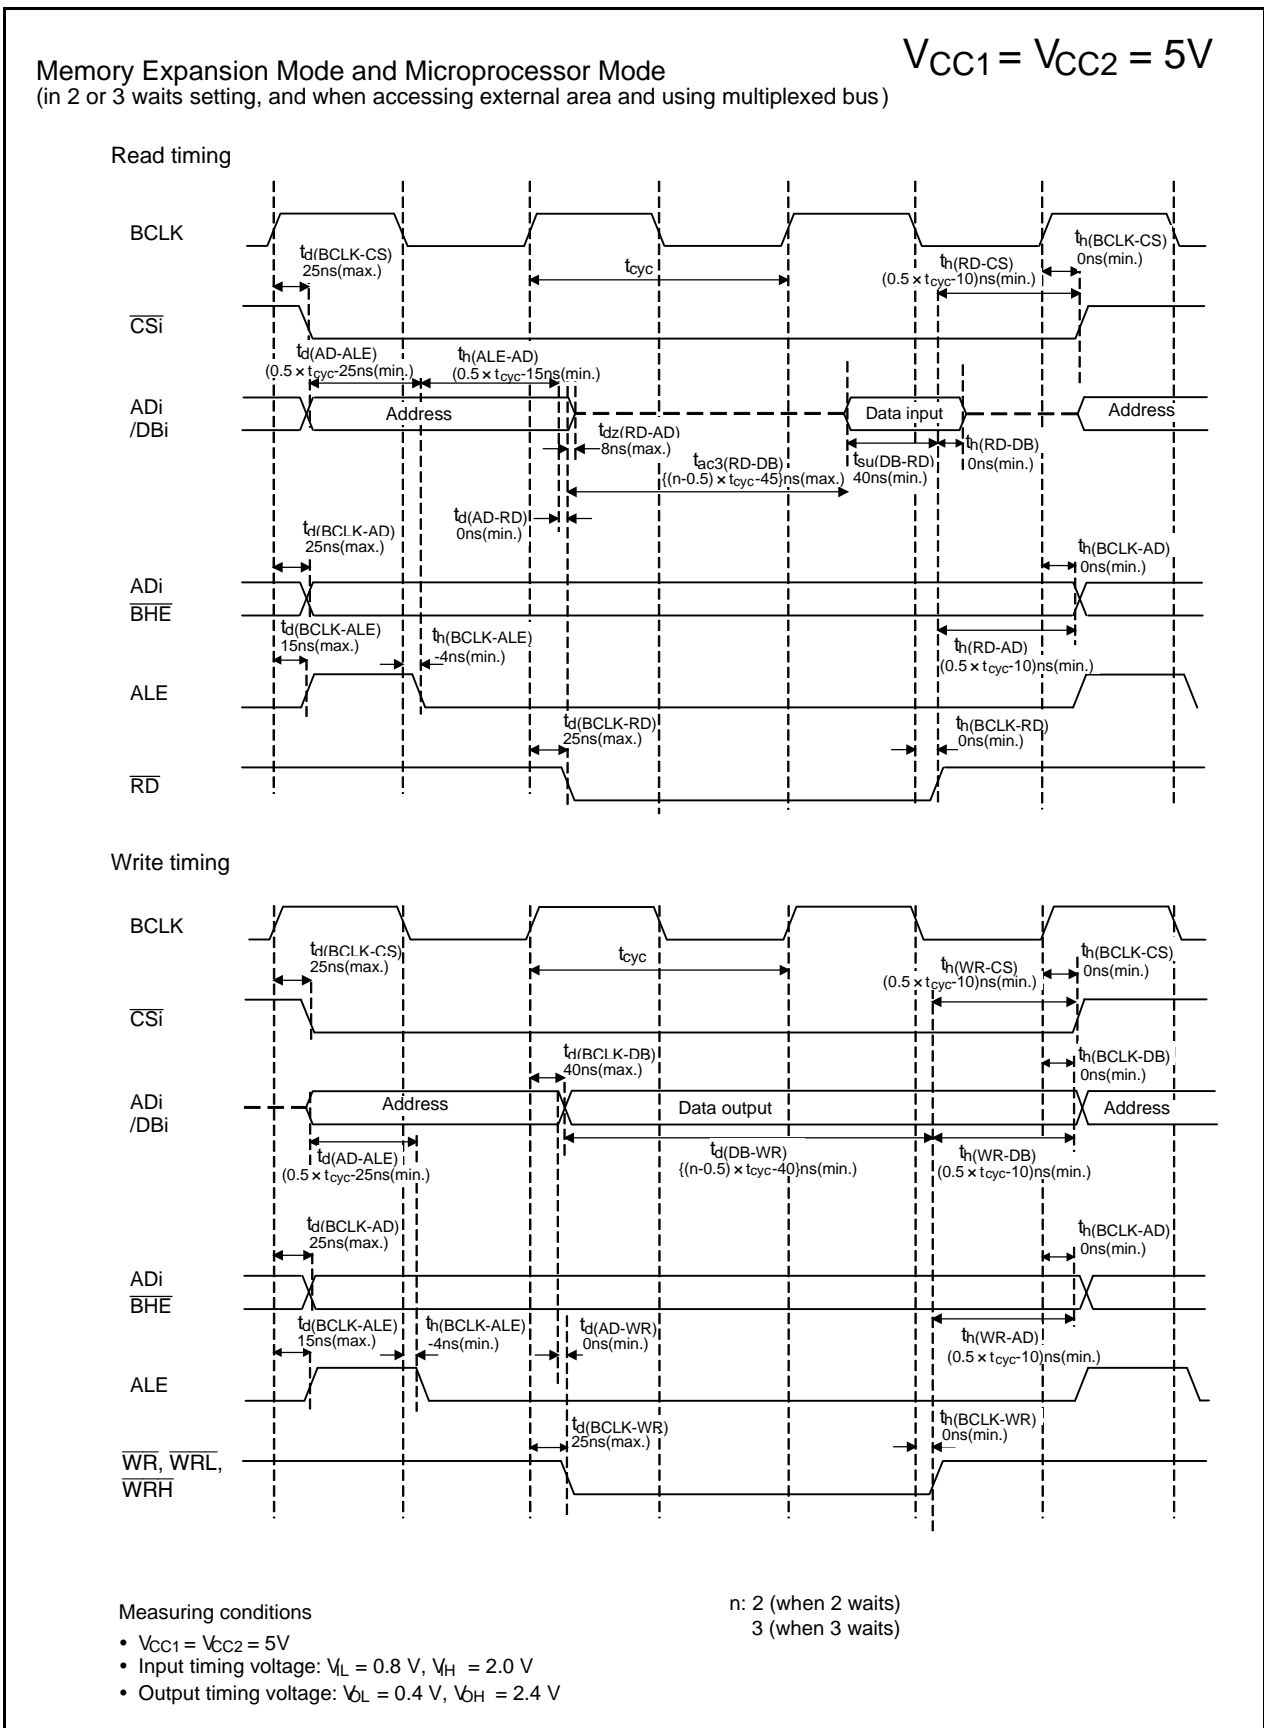 VCC1 = VCC2 = 5V
Memory Expansion Mode and Microprocessor Mode
(in 2 or 3 waits setting, and when accessing external area and using multiplexed bus)
Read timing
BCLK
td(BCLK-CS)
25ns(max.)
tcyc
th(RD-CS)
(0.5 × tcyc-10)ns(min.)
th(BCLK-CS)
0ns(min.)
CSi
td(AD-ALE)
(0.5 × tcyc-25ns(min.)
th(ALE-AD)
(0.5 × tcyc-15ns(min.)
ADi
/DBi
Address
Data input
Address
tdz(RD-AD)
8ns(max.)
tac3(RD-DB)
{(n-0.5) × tcyc-45}ns(max.)
tsu(DB-RD)
40ns(min.)
th(RD-DB)
0ns(min.)
td(AD-RD)
0ns(min.)
td(BCLK-AD)
25ns(max.)
th(BCLK-AD)
0ns(min.)
ADi
BHE
td(BCLK-ALE)
15ns(max.)
th(BCLK-ALE)
-4ns(min.)
th(RD-AD)
(0.5 × tcyc-10)ns(min.)
ALE
td(BCLK-RD)
25ns(max.)
th(BCLK-RD)
0ns(min.)
RD
Write timing
BCLK
td(BCLK-CS)
25ns(max.)
tcyc
th(WR-CS)
(0.5 × tcyc-10)ns(min.)
th(BCLK-CS)
0ns(min.)
CSi
td(BCLK-DB)
40ns(max.)
th(BCLK-DB)
0ns(min.)
ADi
/DBi
Address
Data output
Address
td(AD-ALE)
(0.5 × tcyc-25ns(min.)
td(DB-WR)
{(n-0.5) × tcyc-40}ns(min.)
th(WR-DB)
(0.5 × tcyc-10)ns(min.)
td(BCLK-AD)
25ns(max.)
th(BCLK-AD)
0ns(min.)
ADi
BHE
td(BCLK-ALE)
15ns(max.)
th(BCLK-ALE)
-4ns(min.)
td(AD-WR)
0ns(min.)
th(WR-AD)
(0.5 × tcyc-10)ns(min.)
ALE
td(BCLK-WR)
25ns(max.)
th(BCLK-WR)
0ns(min.)
WR, WRL,
WRH
Measuring conditions
• VCC1 = VCC2 = 5V
• Input timing voltage: VIL = 0.8 V, VIH = 2.0 V
• Output timing voltage: VOL = 0.4 V, VOH = 2.4 V
n: 2 (when 2 waits)
3 (when 3 waits)